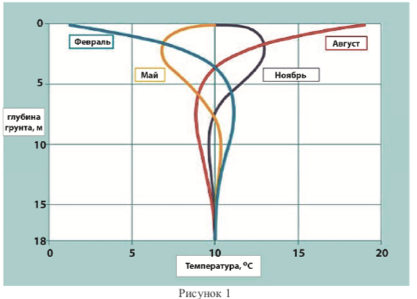 0
Февраль
Август
Май
Ноябрь
5
глубина
грунта, м
10
15
18
0
5
10
15
20
Температура, ⁰С
Рисунок 1